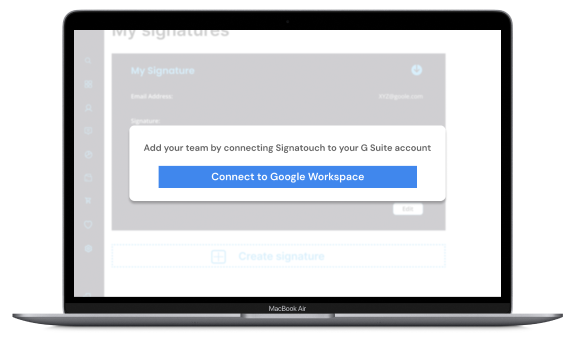 My signatures
My Signature
Email Address
Signature:
Add your team by connecting Signatouch to your G Suite account
Connect to Google Workspace
Edit
Create signature
MacBook Air